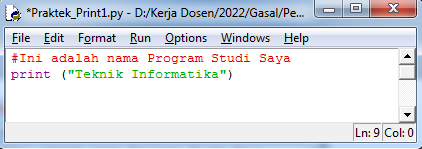 *Praktek_Print1.py - D:/Kerja Dosen/2022/Gasal/Pe...
File Edit Format Run Options Windows Help
#Ini adalah nama Program Studi Saya
print ("Teknik Informatika")
Ln: 9 Col: 0